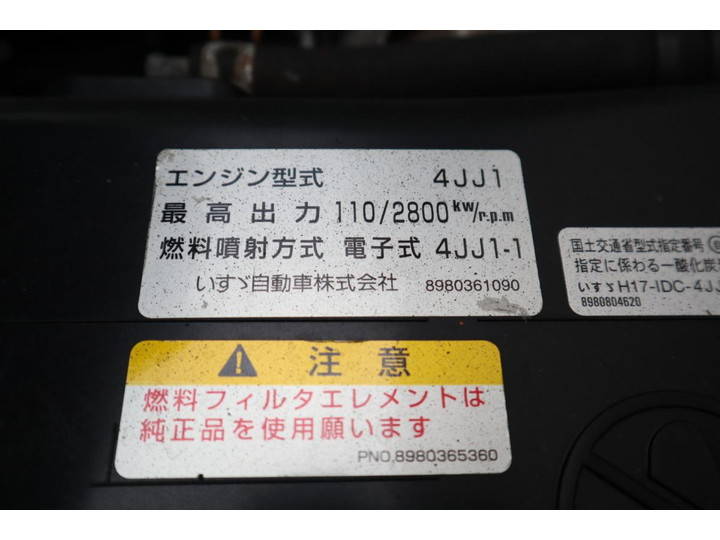 エンジン型式 4JJ1
最高出力 110/2800 kw/r.p.m
燃料噴射方式 電子式 4JJ1-1
いすゞ自動車株式会社 8980361090
国土交通省型式指定番号
指定に係わる一酸化炭
いすゞH17-IDC-4JJ
8980804620
注意
燃料フィルタエレメントは
純正品を使用願います
PNO.8980365360